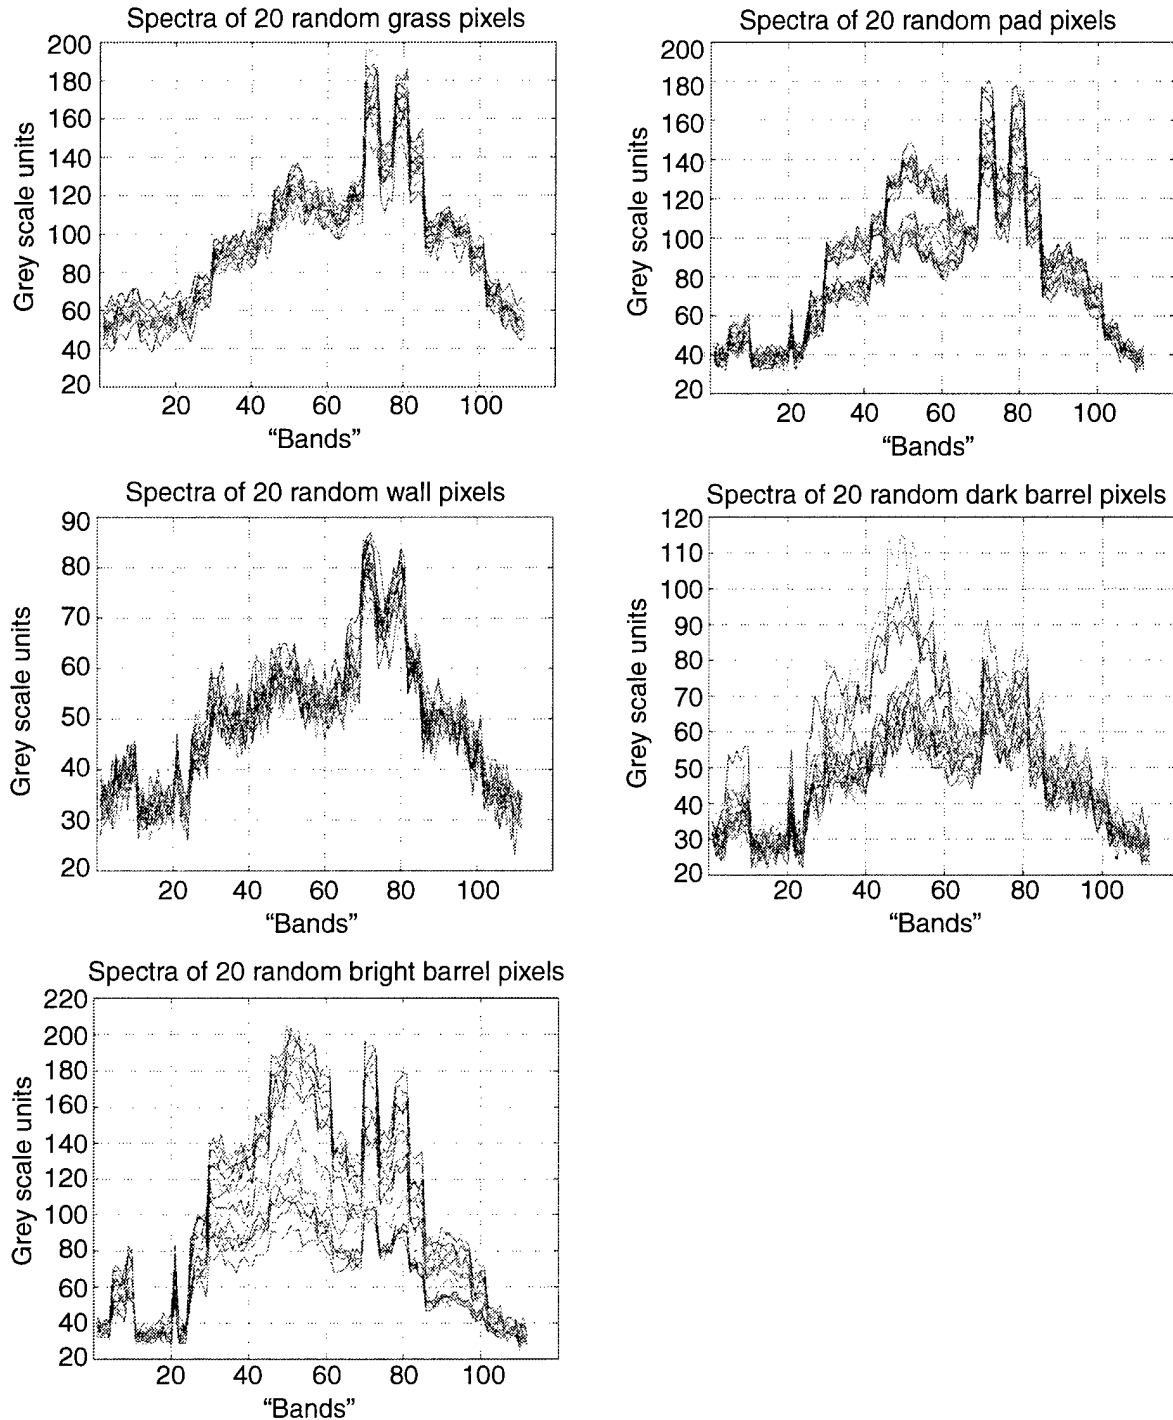 Spectra of 20 random grass pixels
200
180
160
140
120
100
80
60
40
20
Grey scale units
20 40 60 80 100
“Bands”
Spectra of 20 random pad pixels
200
180
160
140
120
100
80
60
40
20
Grey scale units
20 40 60 80 100
“Bands”
Spectra of 20 random wall pixels
90
80
70
60
50
40
30
20
Grey scale units
20 40 60 80 100
“Bands”
Spectra of 20 random dark barrel pixels
120
110
100
90
80
70
60
50
40
30
20
Grey scale units
20 40 60 80 100
“Bands”
Spectra of 20 random bright barrel pixels
220
200
180
160
140
120
100
80
60
40
20
Grey scale units
20 40 60 80 100
“Bands”